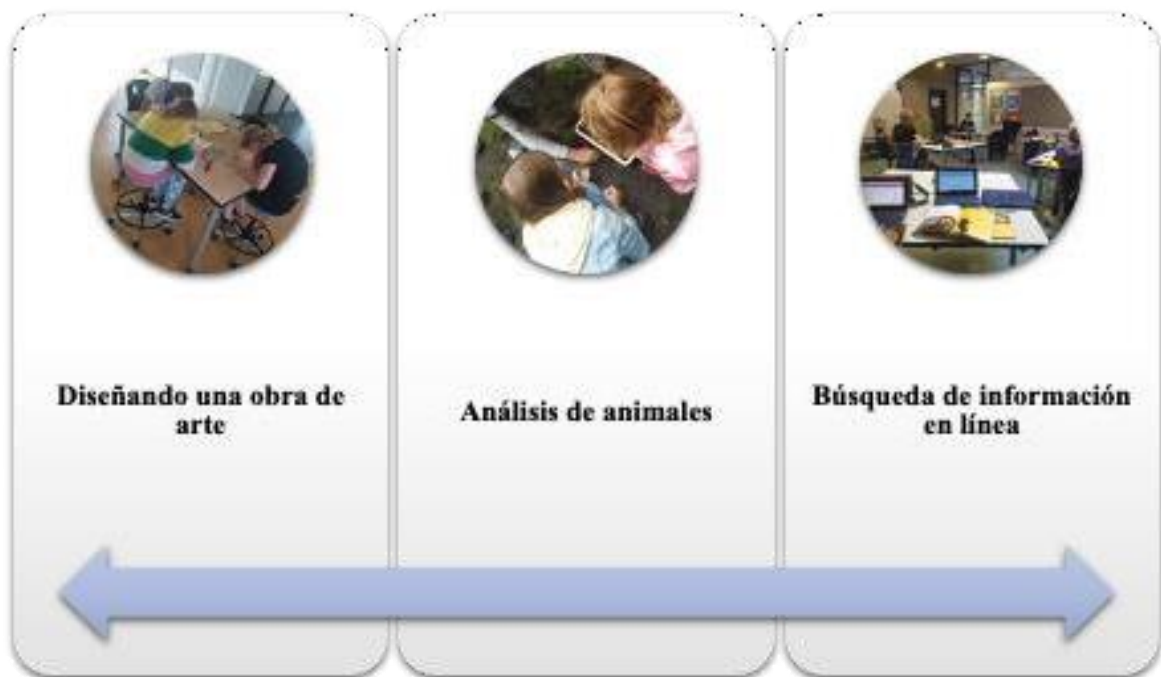 Diseñando una obra de
arte
Análisis de animales
Búsqueda de información
en línea